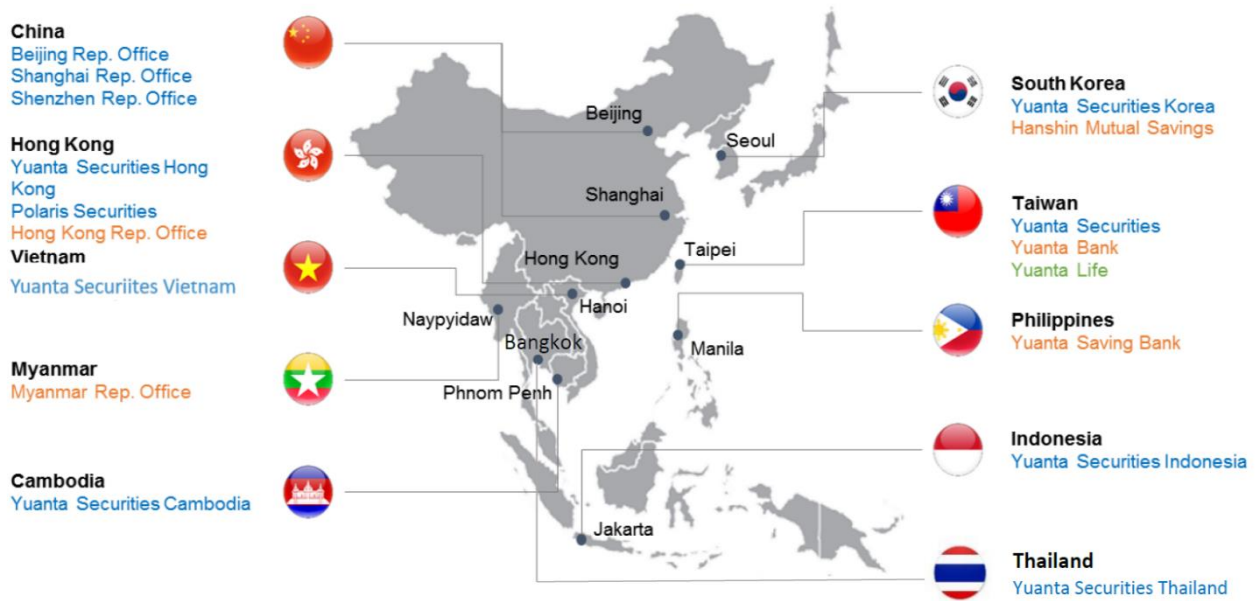 China
Beijing Rep. Office
Shanghai Rep. Office
Shenzhen Rep. Office
Hong Kong
Yuanta Securities Hong
Kong
Polaris Securities
Hong Kong Rep. Office
Vietnam
Yuanta Securiites Vietnam
Myanmar
Myanmar Rep. Office
Cambodia
Yuanta Securities Cambodia
Beijing
Seoul
Shanghai
Taipei
Hong Kong
Hanoi
Naypyidaw
Bangkok
Manila
Phnom Penh
Jakarta
South Korea
Yuanta Securities Korea
Hanshin Mutual Savings
Taiwan
Yuanta Securities
Yuanta Bank
Yuanta Life
Philippines
Yuanta Saving Bank
Indonesia
Yuanta Securities Indonesia
Thailand
Yuanta Securities Thailand